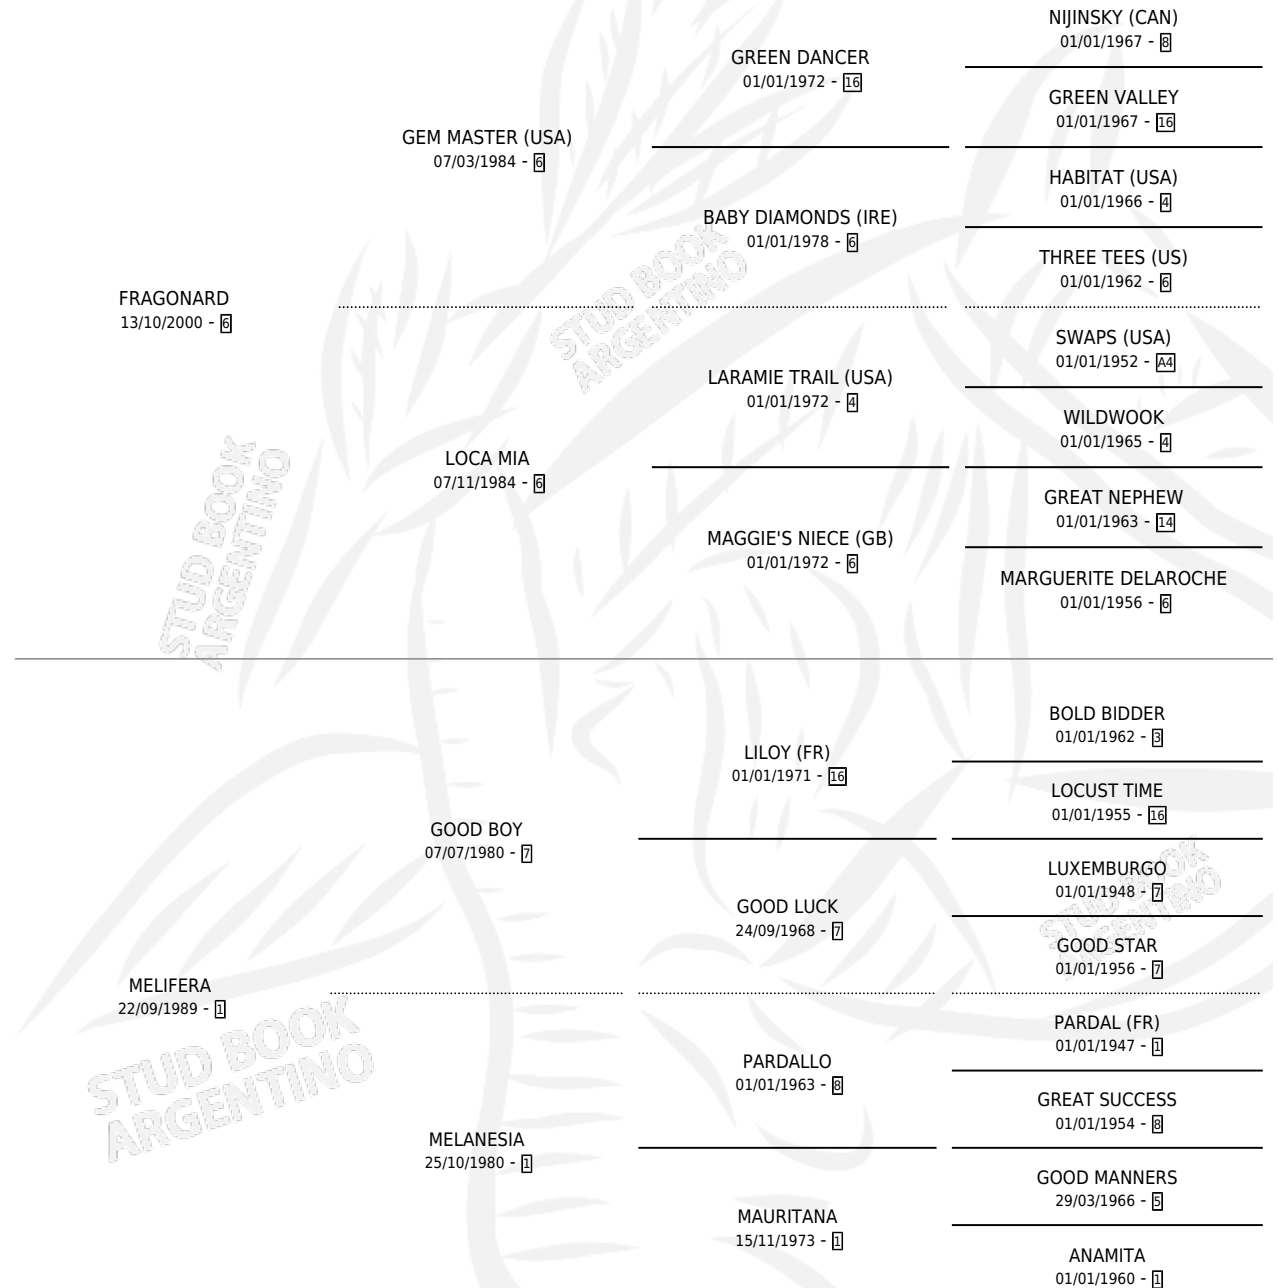 NIJINSKY (CAN)
01/01/1967 - 8
GREEN DANCER
01/01/1972 - 16
GREEN VALLEY
01/01/1967 - 16
GEM MASTER (USA)
07/03/1984 - 6
HABITAT (USA)
01/01/1966 - 4
BABY DIAMONDS (IRE)
01/01/1978 - 6
THREE TEES (US)
01/01/1962 - 6
FRAGONARD
13/10/2000 - 6
STUD BOOK
ARGENTINO
SWAPS (USA)
01/01/1952 - A4
LARAMIE TRAIL (USA)
01/01/1972 - 4
WILDWOOK
01/01/1965 - 4
LOCA MIA
07/11/1984 - 6
GREAT NEPHEW
01/01/1963 - 14
MAGGIE'S NIECE (GB)
01/01/1972 - 6
MARGUERITE DELAROCHE
01/01/1956 - 6
STUD BOOK
ARGENTINO
BOLD BIDDER
01/01/1962 - 3
LILOY (FR)
01/01/1971 - 16
LOCUST TIME
01/01/1955 - 16
GOOD BOY
07/07/1980 - 7
LUXEMBURGO
01/01/1948 - 7
GOOD LUCK
24/09/1968 - 7
STUD BOOK
ARGENTINO
GOOD STAR
01/01/1956 - 7
MELIFERA
22/09/1989 - 1
PARDAL (FR)
01/01/1947 - 1
PARDALLO
01/01/1963 - 8
GREAT SUCCESS
01/01/1954 - 8
STUD BOOK
ARGENTINO
MELANESIA
25/10/1980 - 1
GOOD MANNERS
29/03/1966 - 5
MAURITANA
15/11/1973 - 1
ANAMITA
01/01/1960 - 1